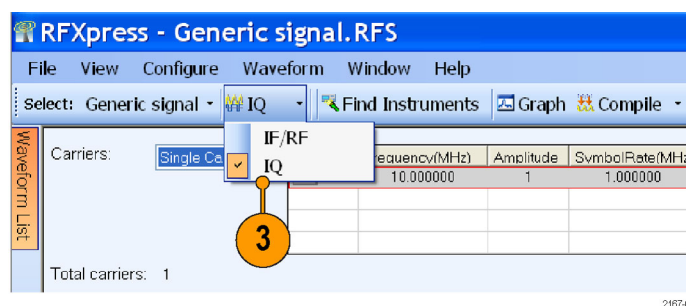 RFXpress - Generic signal.RFS
File View Configure Waveform Window Help
Select: Generic signal IQ Find Instruments Graph Compile
IF/RF
IQ
Waveform List
Carriers: Single Ca
requency(MHz) Amplitude SymbolRate(MHz
10.000000 1 1.000000
3
Total carriers: 1